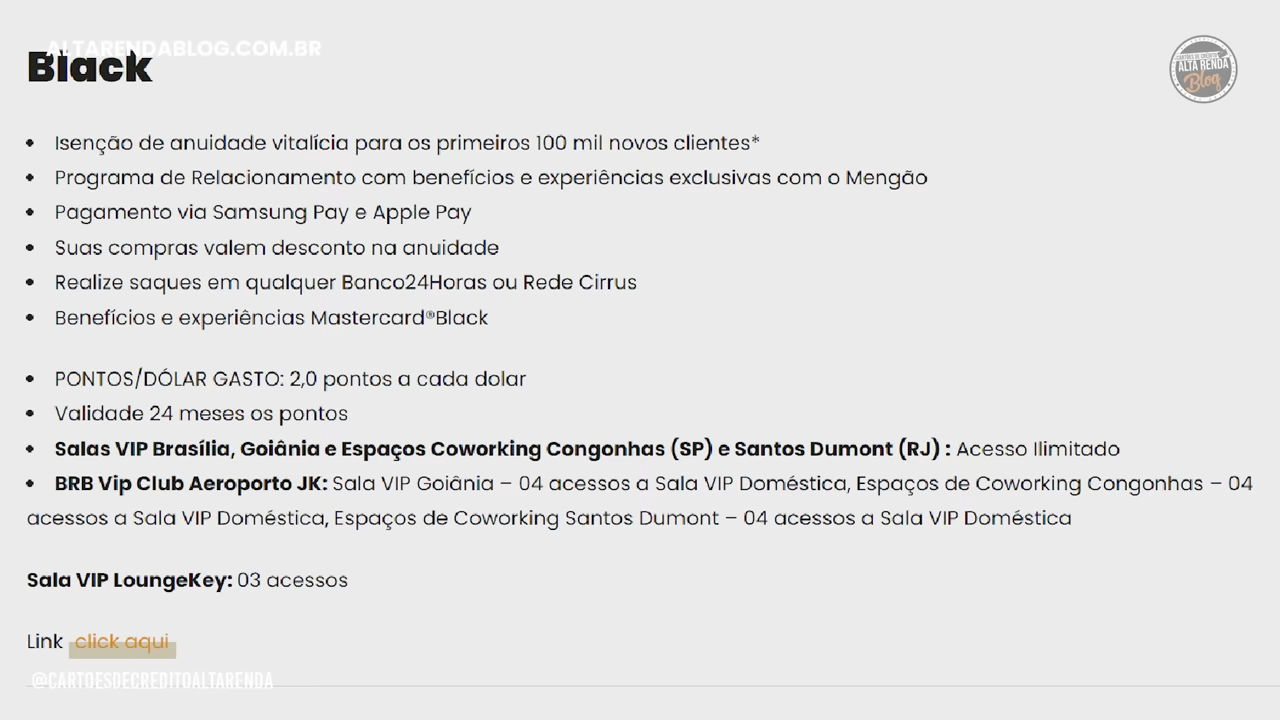 ALTARENDABLOG.COM.BR
Black
CARTÕES DE CRÉDITO
ALTA RENDA
Blog
• Isenção de anuidade vitalícia para os primeiros 100 mil novos clientes*
• Programa de Relacionamento com benefícios e experiências exclusivas com o Mengão
• Pagamento via Samsung Pay e Apple Pay
• Suas compras valem desconto na anuidade
• Realize saques em qualquer Banco24Horas ou Rede Cirrus
• Benefícios e experiências Mastercard®Black
• PONTOS/DÓLAR GASTO: 2,0 pontos a cada dolar
• Validade 24 meses os pontos
• Salas VIP Brasília, Goiânia e Espaços Coworking Congonhas (SP) e Santos Dumont (RJ) : Acesso Ilimitado
• BRB Vip Club Aeroporto JK: Sala VIP Goiânia – 04 acessos a Sala VIP Doméstica, Espaços de Coworking Congonhas – 04
acessos a Sala VIP Doméstica, Espaços de Coworking Santos Dumont – 04 acessos a Sala VIP Doméstica
Sala VIP LoungeKey: 03 acessos
Link click aqui
@CARTOESDECREDITOALTARENDA